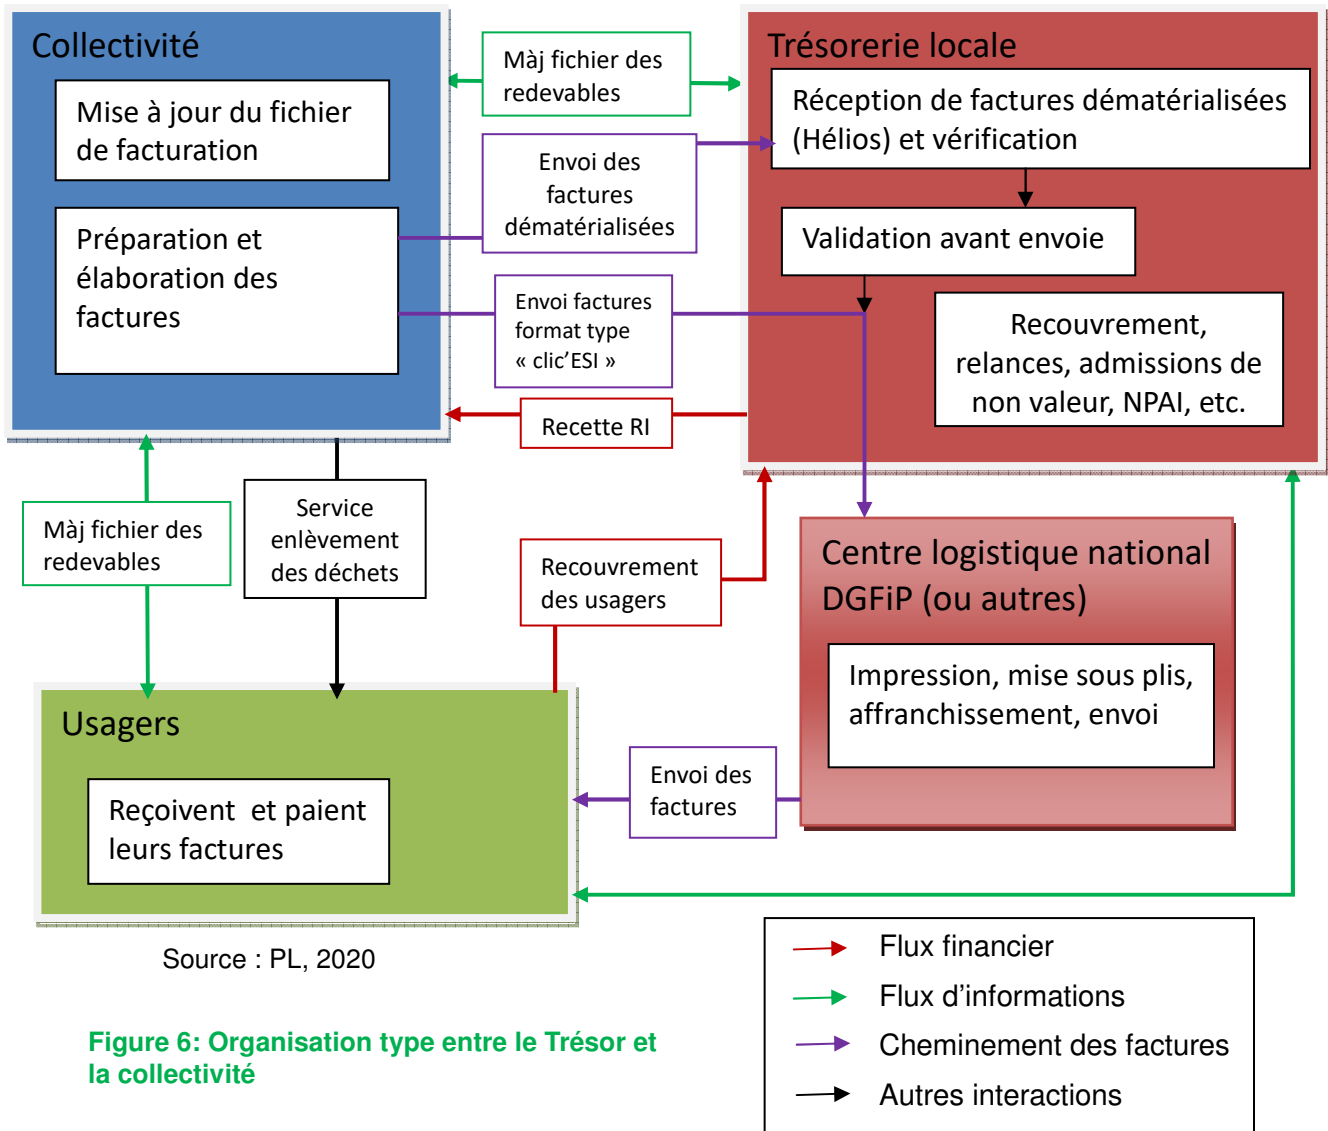 Collectivité
Mise à jour du fichier
de facturation
Préparation et
élaboration des
factures
Màj fichier des
redevables
Envoi des
factures
dématérialisées
Envoi factures
format type
« clic’ESI »
Recette RI
Trésorerie locale
Réception de factures dématérialisées
(Hélios) et vérification
Validation avant envoie
Recouvrement,
relances, admissions de
non valeur, NPAI, etc.
Màj fichier des
redevables
Service
enlèvement
des déchets
Recouvrement
des usagers
Centre logistique national
DGFiP (ou autres)
Impression, mise sous plis,
affranchissement, envoi
Usagers
Reçoivent  et paient
leurs factures
Envoi des
factures
Source : PL, 2020
Figure 6: Organisation type entre le Trésor et
la collectivité
Flux financier
Flux d’informations
Cheminement des factures
Autres interactions